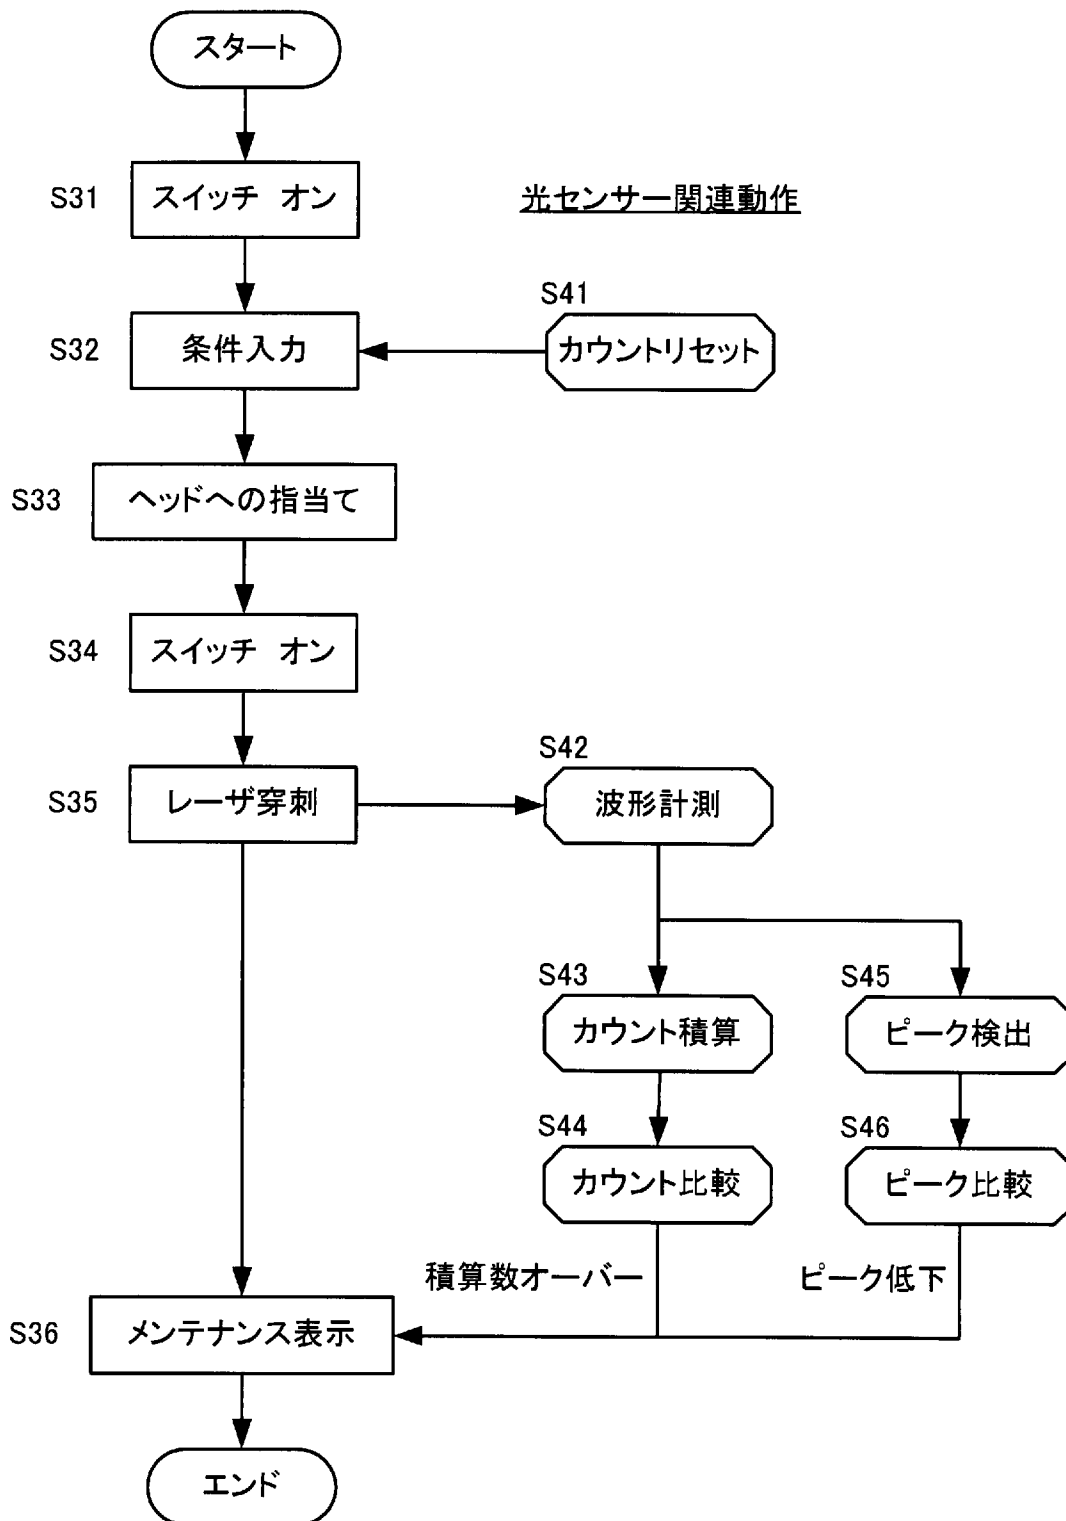 スタート
S31
スイッチ オン
光センサー関連動作
S41
S32
条件入力
カウントリセット
S33
ヘッドへの指当て
S34
スイッチ オン
S42
S35
レーザ穿刺
波形計測
S43
S45
カウント積算
ピーク検出
S44
S46
カウント比較
ピーク比較
積算数オーバー
ピーク低下
S36
メンテナンス表示
エンド